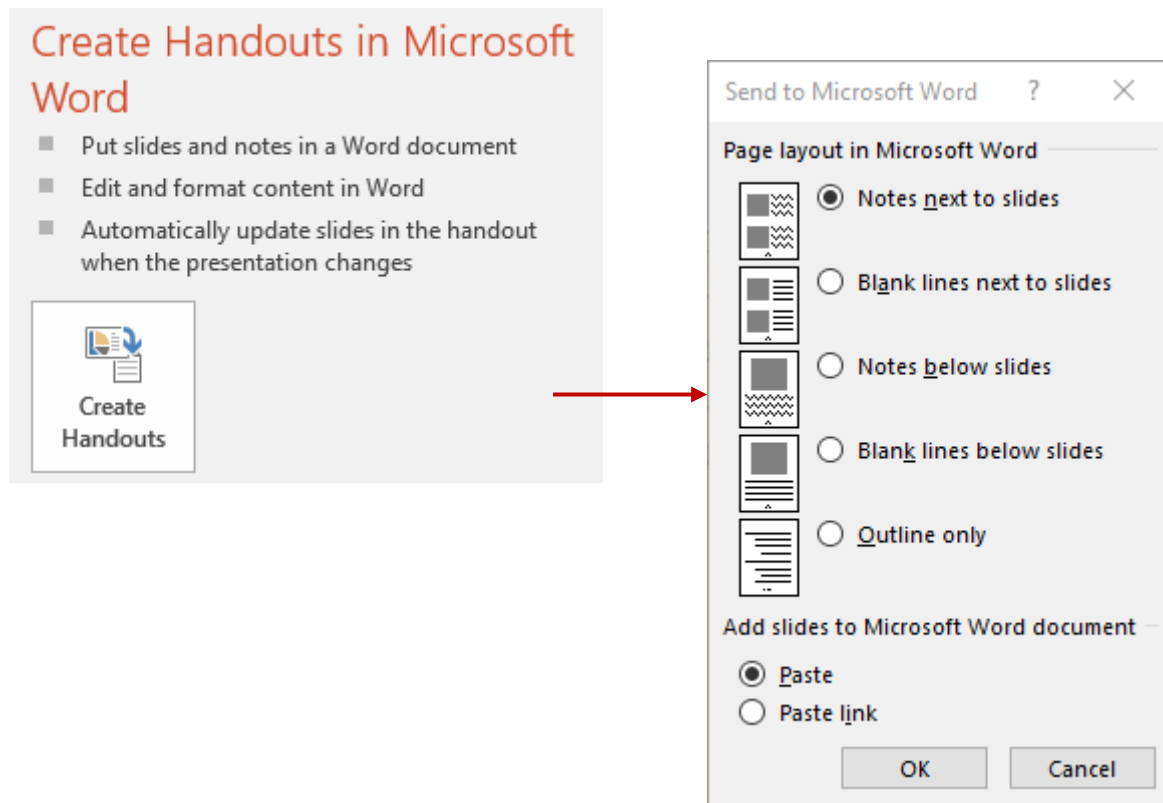 Create Handouts in Microsoft
Word
Put slides and notes in a Word document
Edit and format content in Word
Automatically update slides in the handout
when the presentation changes
Create
Handouts
Send to Microsoft Word ?
Page layout in Microsoft Word
Notes next to slides
Blank lines next to slides
Notes below slides
Blank lines below slides
Outline only
Add slides to Microsoft Word document
Paste
Paste link
OK Cancel